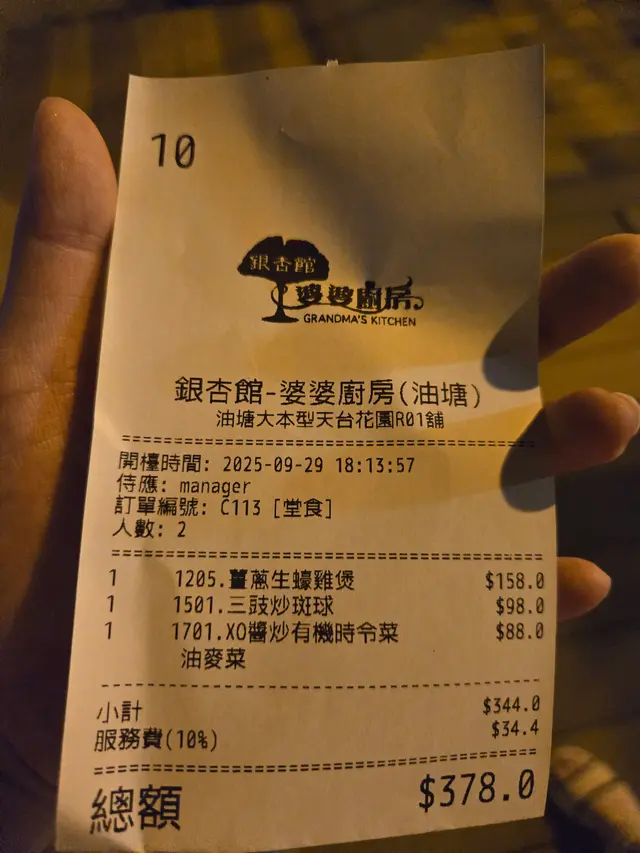 10
銀杏館
婆婆廚房
GRANDMA'S KITCHEN
銀杏館-婆婆廚房(油塘)
油塘大本型天台花園R01舖
開檯時間: 2025-09-29 18:13:57
侍應: manager
訂單編號: C113 [堂食]
人數: 2
1 1205.薑蔥生蠔雞煲 $158.0
1 1501.三豉炒斑球 $98.0
1 1701.XO醬炒有機時令菜 $88.0
油麥菜
小計 $344.0
服務費(10%) $34.4
總額 $378.0